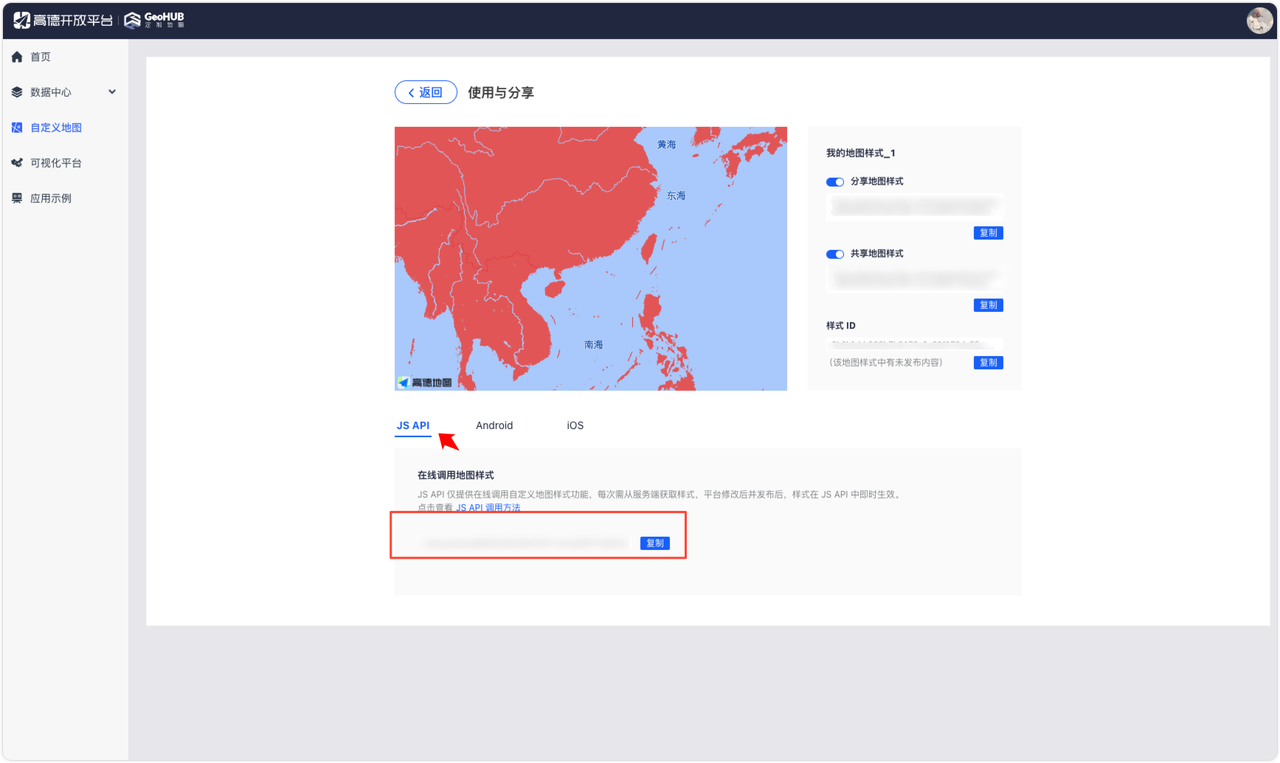 高德开放平台
GeoHUB
定制地图
首页
数据中心
自定义地图
可视化平台
应用示例
返回
使用与分享
黄海
东海
南海
高德地图
我的地图样式_1
分享地图样式
复制
共享地图样式
复制
样式 ID
(该地图样式中有未发布内容)
复制
JS API
Android
iOS
在线调用地图样式
JS API 仅提供在线调用自定义地图样式功能，每次需从服务端获取样式，平台修改后并发布后，样式在 JS API 中即时生效。
点击查看 JS API 调用方法
复制